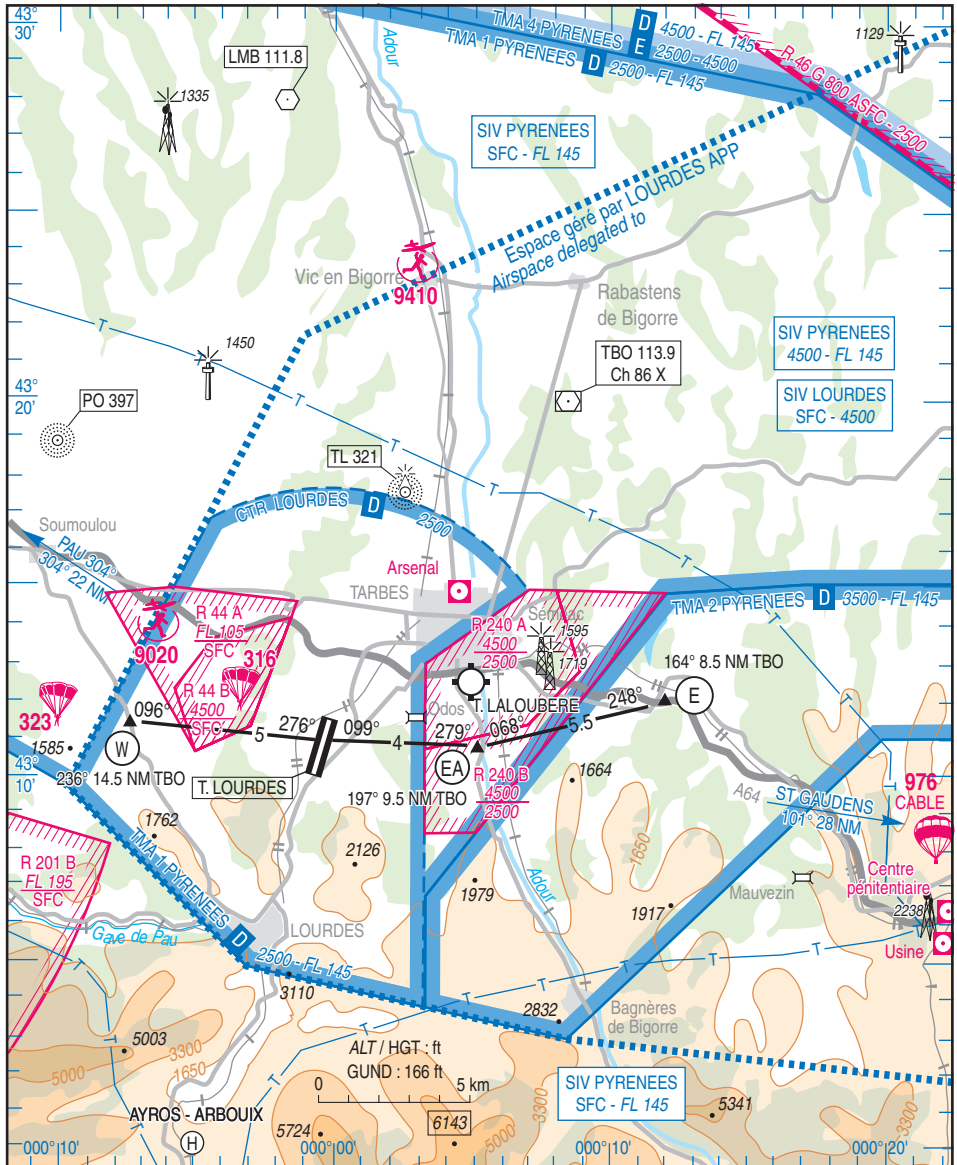 43°
30'
LMB 111.8
1335
Adour
TMA 4 PYRENEES
D 4500 - FL 145
E 2500 - 4500
TMA 1 PYRENEES D 2500 - FL 145
R 46 G 800 ASFC - 2500
1129
SIV PYRENEES
SFC - FL 145
Espace géré par LOURDES APP
Airspace delegated to
Vic en Bigorre
9410
Rabastens
de Bigorre
T
1450
TBO 113.9
Ch 86 X
SIV PYRENEES
4500 - FL 145
SIV LOURDES
SFC - 4500
43°
20'
PO 397
TL 321
T
T
CTR LOURDES D 2500
T
Soumoulou
PAU 304°
304° 22 NM
Arsenal
TARBES
TMA 2 PYRENEES D 3500 - FL 145
R 44 A
FL 105
SFC
9020
316
R 44 B
4500
SFC
R 240 A
4500
2500
Séméac
1595
1719
164° 8.5 NM TBO
E
T
323
1585
096°
5
276°
099°
4
279°
068°
5.5
248°
Odos
T. LALOUBERE
W
236° 14.5 NM TBO
T. LOURDES
EA
197° 9.5 NM TBO
R 240 B
4500
2500
1664
A64
ST GAUDENS
101° 28 NM
976
CABLE
43°
10'
1762
2126
1979
1650
1917
Mauvezin
Centre
pénitentiaire
2238
Usine
R 201 B
FL 195
SFC
TMA 1 PYRENEES D 2500 - FL 145
Gave de Pau
LOURDES
Adour
T
T
T
T
3110
2832
Bagnères
de Bigorre
5003
3300
1650
5000
ALT / HGT : ft
GUND : 166 ft
0 5 km
SIV PYRENEES
SFC - FL 145
5341
3300
3300
5000
AYROS - ARBOUIX
H
5724
6143
000° 10'
000° 00'
000° 10'
000° 20'